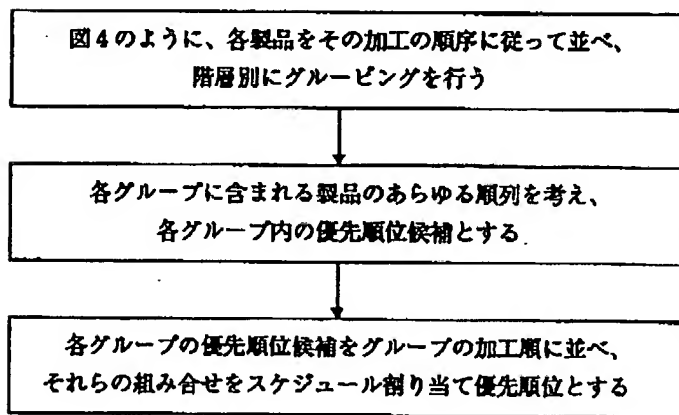 図4のように、各製品をその加工の順序に従って並べ、
階層別にグルーピングを行う
各グループに含まれる製品のあらゆる順列を考え、
各グループ内の優先順位候補とする
各グループの優先順位候補をグループの加工順に並べ、
それらの組み合せをスケジュール割り当て優先順位とする